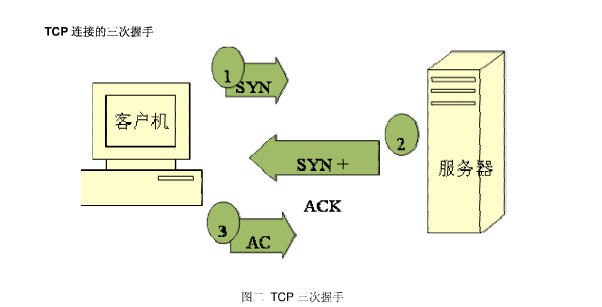 TCP 连接的三次握手
1
SYN
客户机
2
SYN＋
ACK
服务器
3
AC
图二 TCP 三次握手